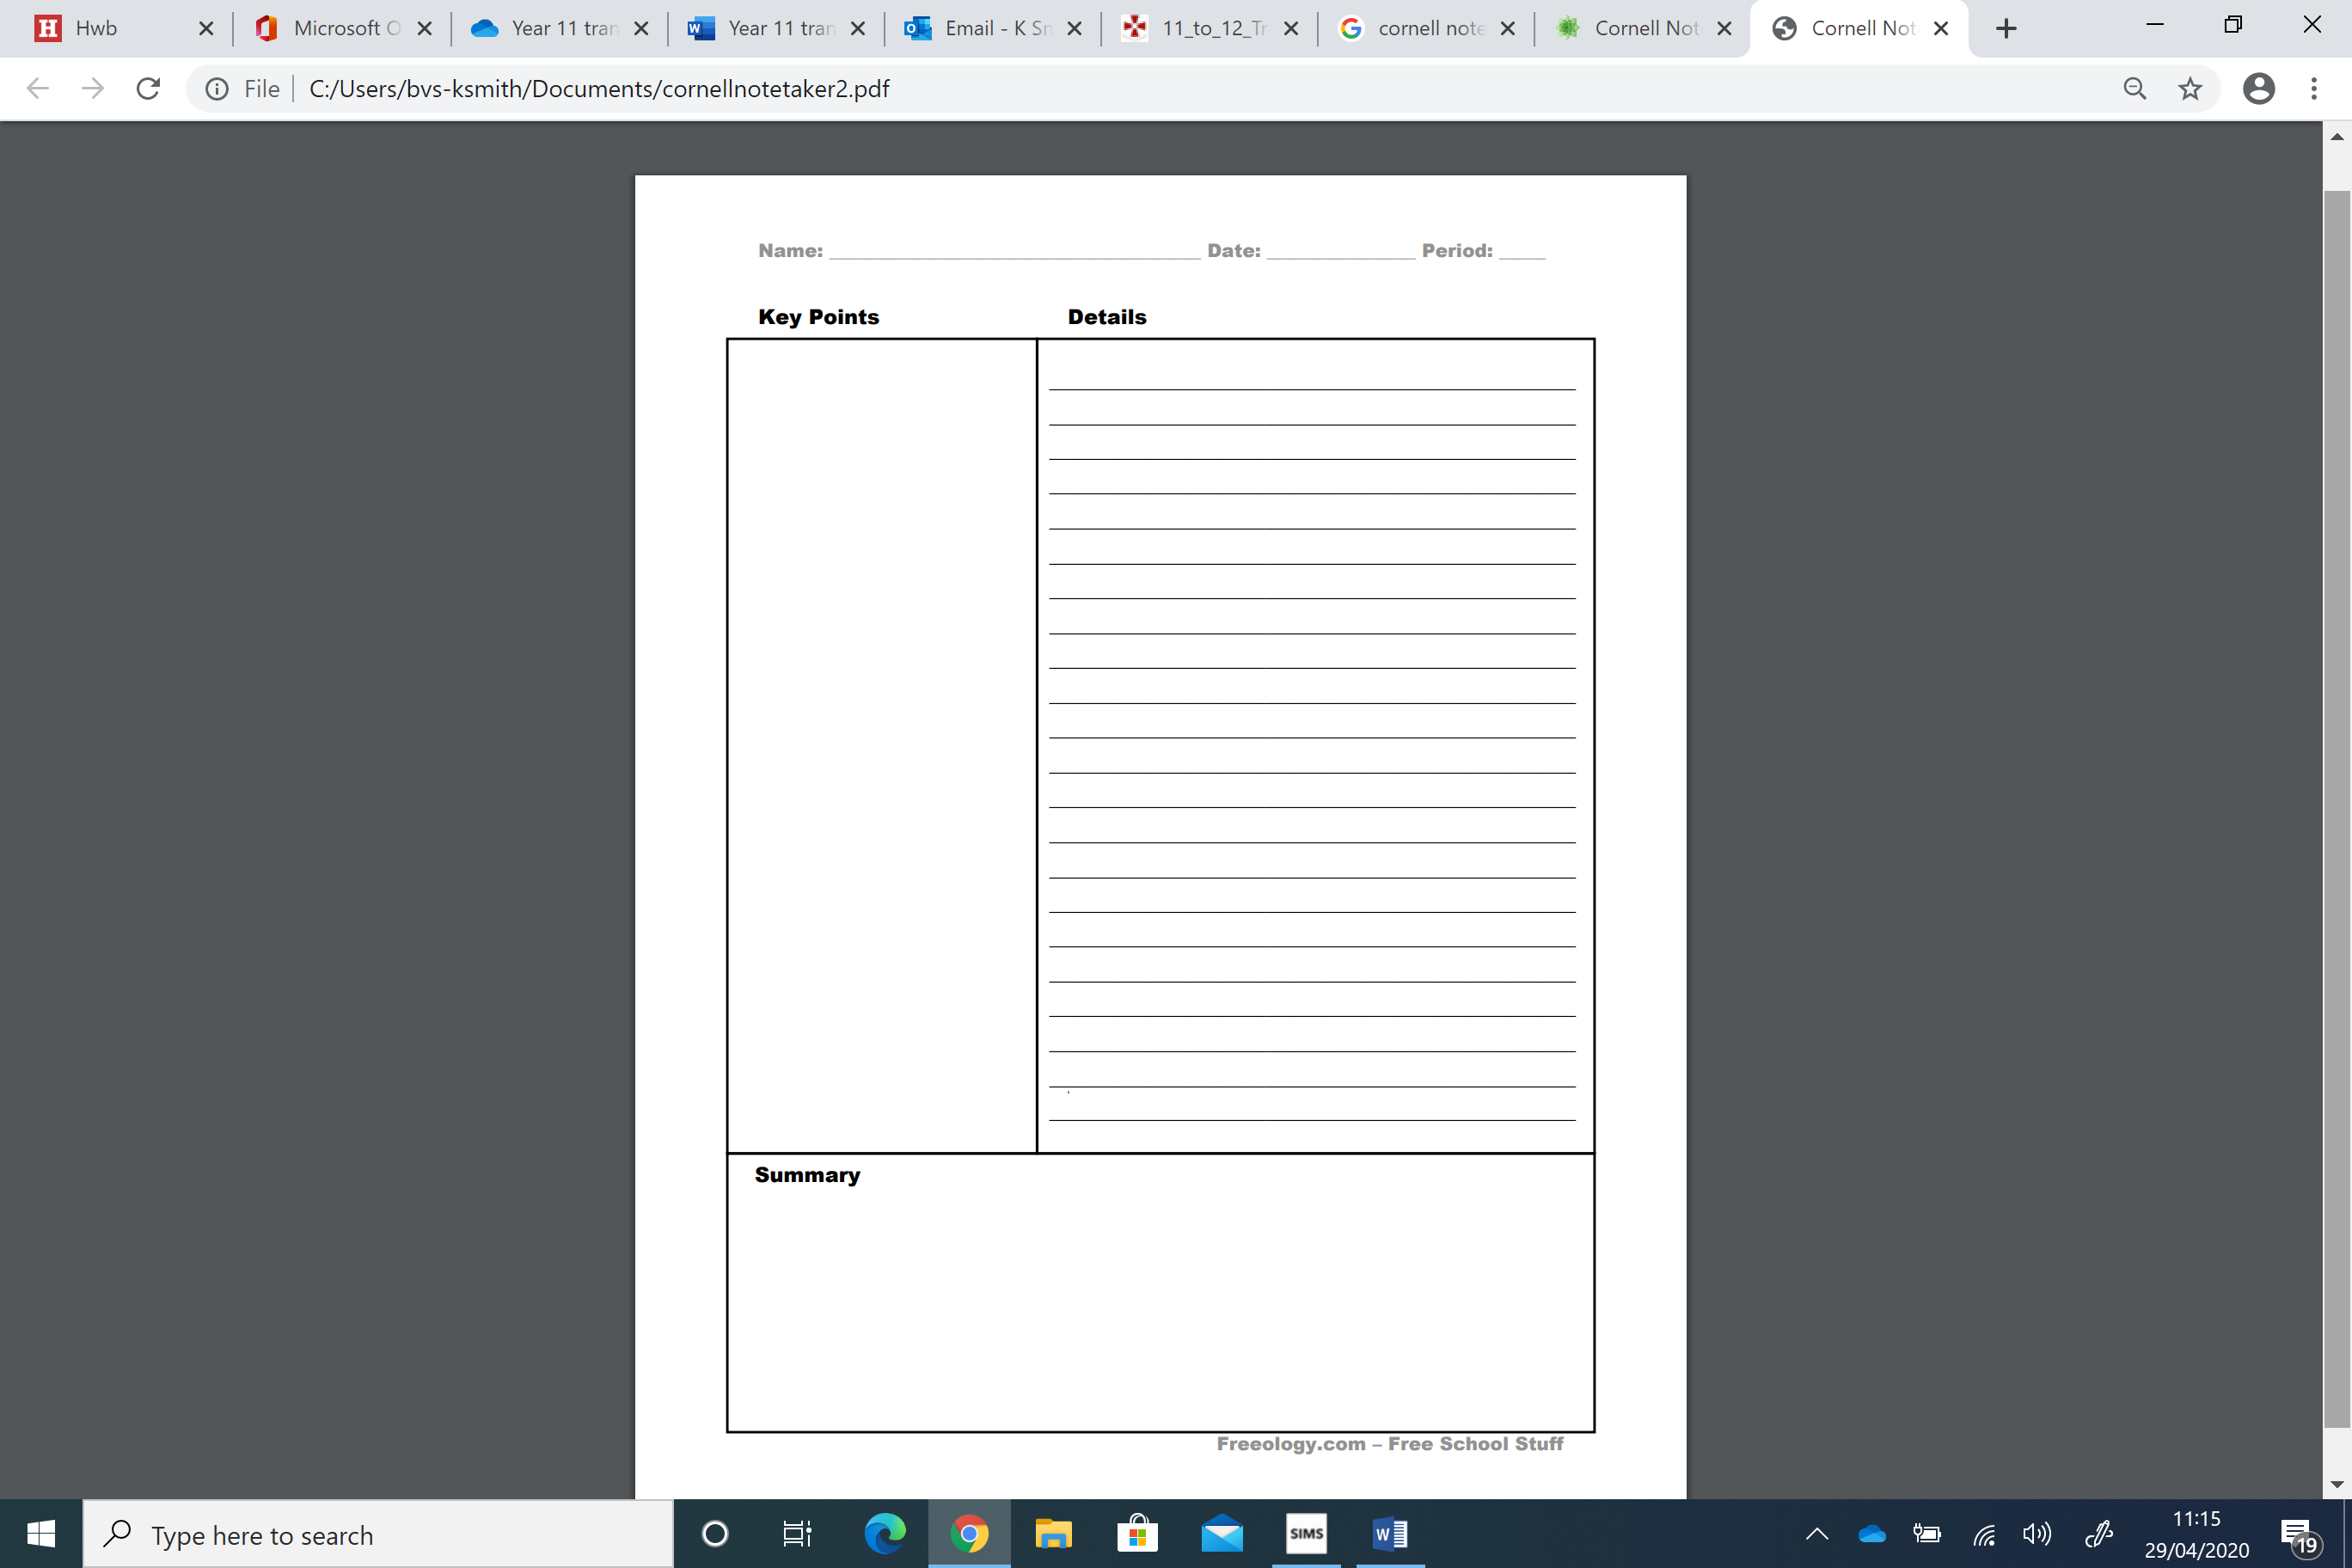 Hwb
Microsoft O
Year 11 tran
Year 11 tran
Email - K Sm
11_to_12_Tr
cornell note
Cornell Not
Cornell Not
File
C:/Users/bvs-ksmith/Documents/cornellnotetaker2.pdf
Name: Date: Period:
Key Points Details
Summary
Freeology.com – Free School Stuff
Type here to search
SIMS
11:15
29/04/2020
19